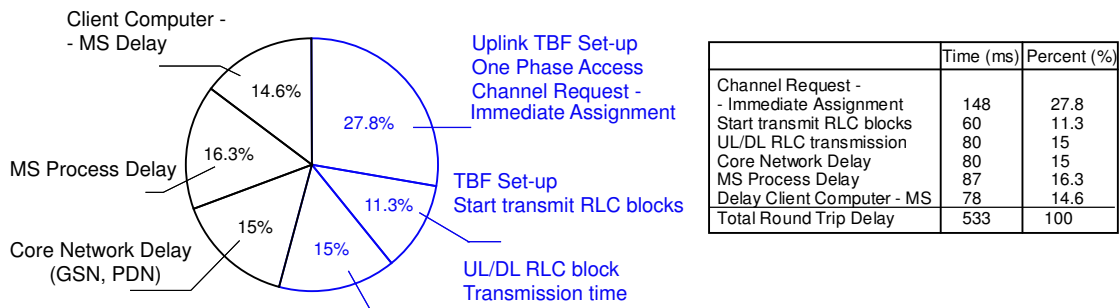 Client Computer -
- MS Delay
14.6%
16.3%
MS Process Delay
15%
Core Network Delay
(GSN, PDN)
27.8%
Uplink TBF Set-up
One Phase Access
Channel Request -
Immediate Assignment
11.3%
TBF Set-up
Start transmit RLC blocks
15%
UL/DL RLC block
Transmission time
Time (ms) Percent (%)
Channel Request -
- Immediate Assignment 148 27.8
Start transmit RLC blocks 60 11.3
UL/DL RLC transmission 80 15
Core Network Delay 80 15
MS Process Delay 87 16.3
Delay Client Computer - MS 78 14.6
Total Round Trip Delay 533 100